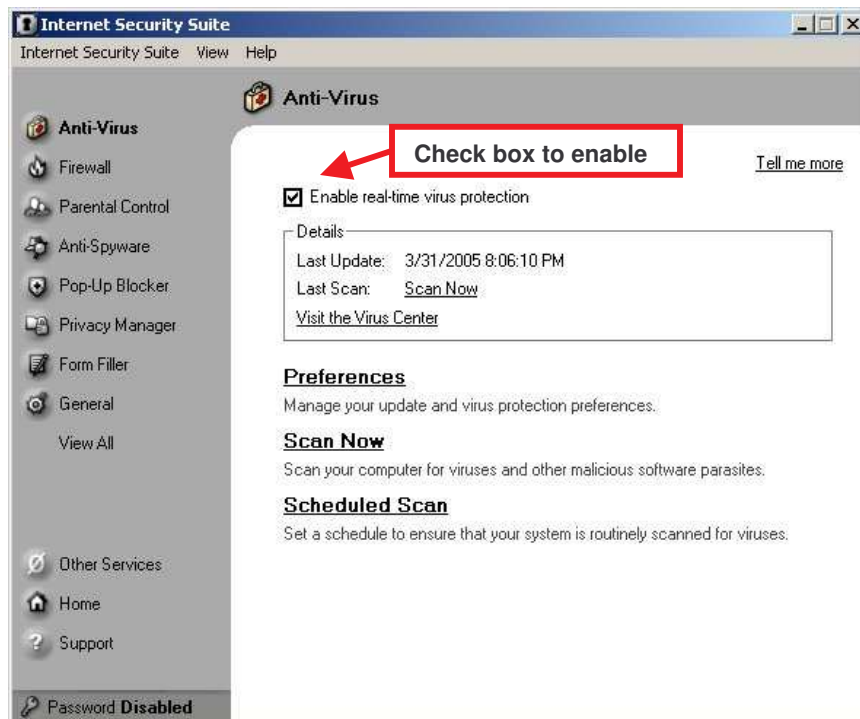 Internet Security Suite
Internet Security Suite View Help
Anti-Virus
Firewall
Parental Control
Anti-Spyware
Pop-Up Blocker
Privacy Manager
Form Filler
General
View All
Other Services
Home
Support
Password Disabled
Anti-Virus
Check box to enable
Tell me more
Enable real-time virus protection
Details
Last Update: 3/31/2005 8:06:10 PM
Last Scan: Scan Now
Visit the Virus Center
Preferences
Manage your update and virus protection preferences.
Scan Now
Scan your computer for viruses and other malicious software parasites.
Scheduled Scan
Set a schedule to ensure that your system is routinely scanned for viruses.